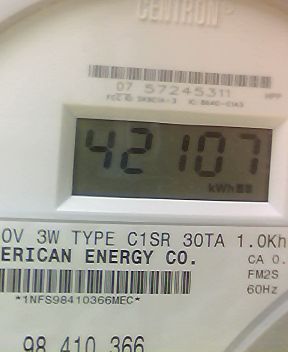 CENTRON®
07 57245311
42107
kWh
0V 3W TYPE C1SR 30TA 1.0Kh
ERICAN ENERGY CO.
CA 0.
FM2S
*1NFS98410366MEC*
60Hz
98 410 366